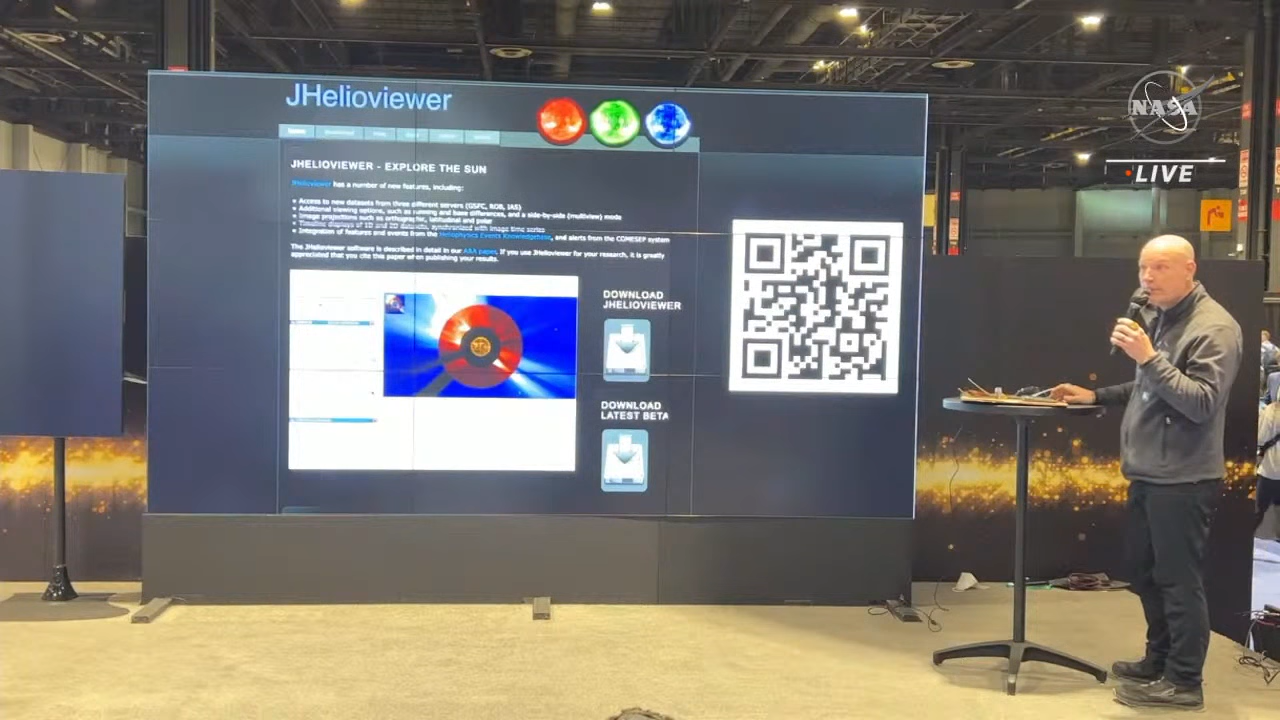 JHelioviewer
NASA
LIVE
JHELIOVIEWER - EXPLORE THE SUN
JHelioviewer has a number of new features, including:
Access to new datasets from three different servers (GSFC, ROB, IAS)
Additional viewing options, such as running and base differences, and a side-by-side (multiview) mode
Image projections such as orthographic, latitudinal and polar
Timeline displays of 1D and 2D datasets, synchronized with image time series
Integration of features and events from the Heliophysics Events Knowledgebase, and alerts from the COMESEP system
The JHelioviewer software is described in detail in our A&A paper. If you use JHelioviewer for your research, it is greatly
appreciated that you cite this paper when publishing your results.
DOWNLOAD
JHELIOVIEWER
DOWNLOAD
LATEST BETA